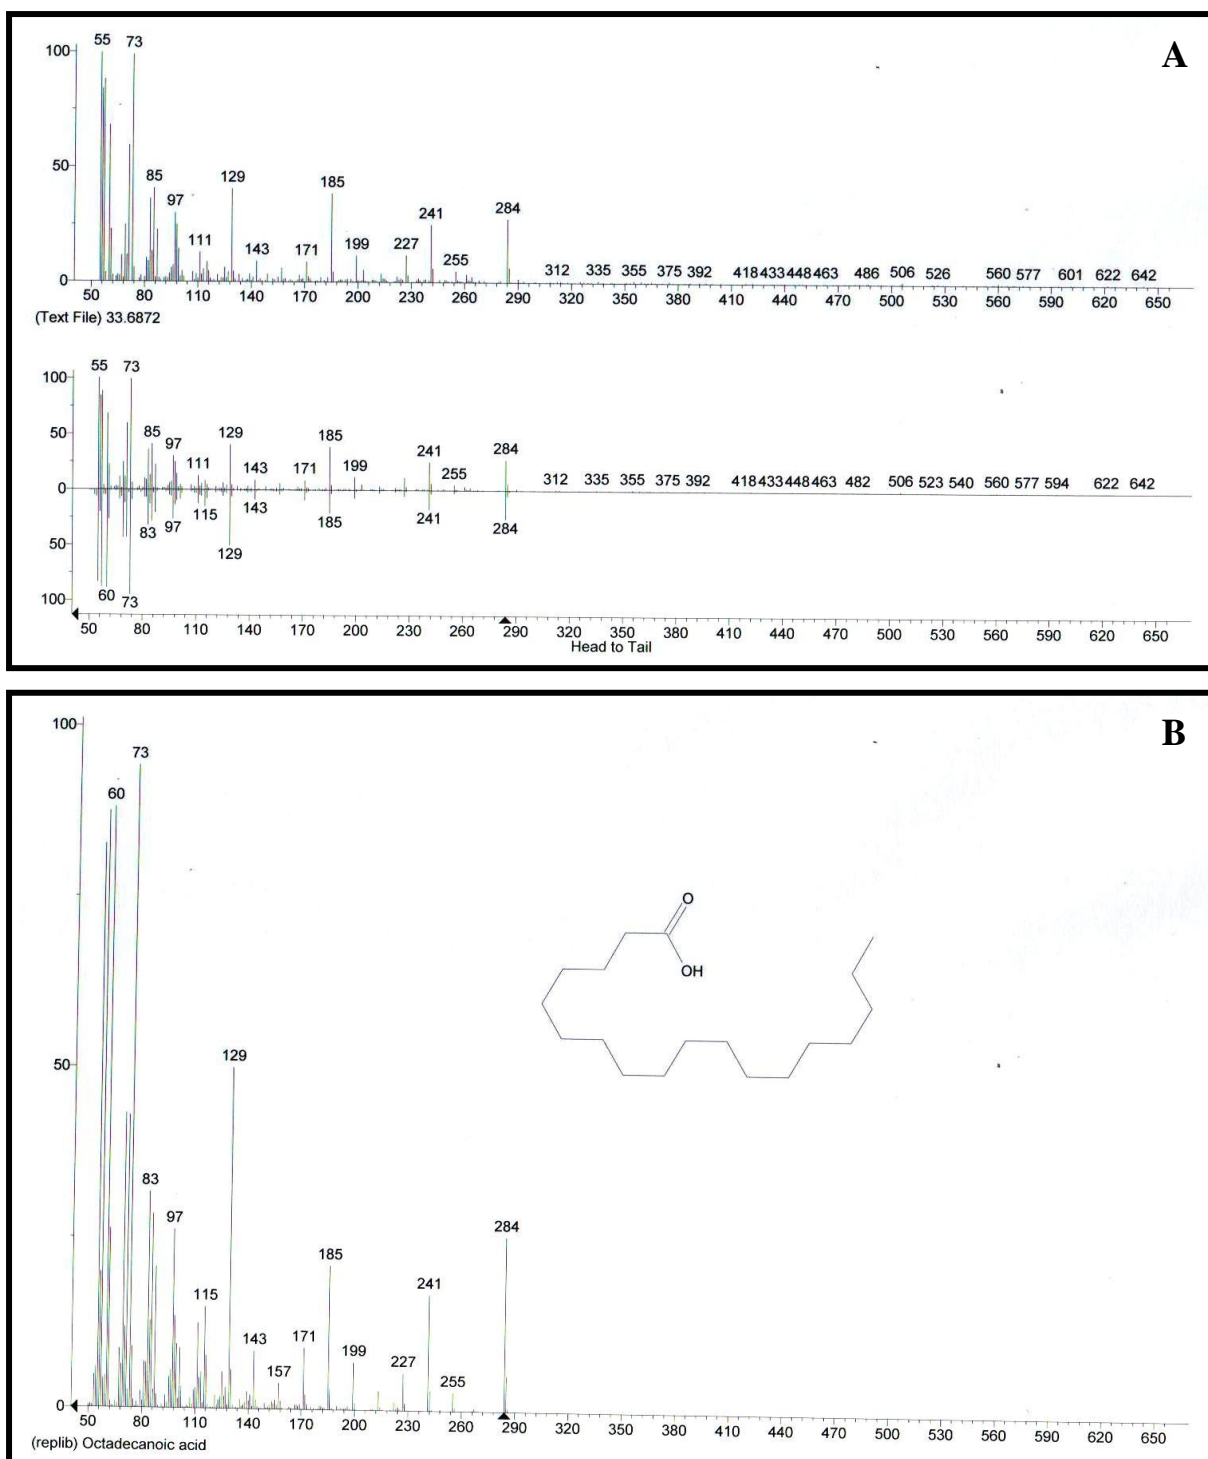 A
100
55 73
50
85 129 185
97 241 284
111 143 171 199 227 255
312 335 355 375 392 418 433 448 463 486 506 526 560 577 601 622 642
0
50 80 110 140 170 200 230 260 290 320 350 380 410 440 470 500 530 560 590 620 650
(Text File) 33.6872
55 73
100
50
85 97 129 185 241 284
111 143 171 199 255
312 335 355 375 392 418 433 448 463 482 506 523 540 560 577 594 622 642
0
83 97 115 143 185 241 284
50
129
100
60 73
50 80 110 140 170 200 230 260 290 320 350 380 410 440 470 500 530 560 590 620 650
Head to Tail
B
100
73
60
O
OH
50
129
83
97
284
185
241
115
143 171 199 227
157 255
0
50 80 110 140 170 200 230 260 290 320 350 380 410 440 470 500 530 560 590 620 650
(replib) Octadecanoic acid